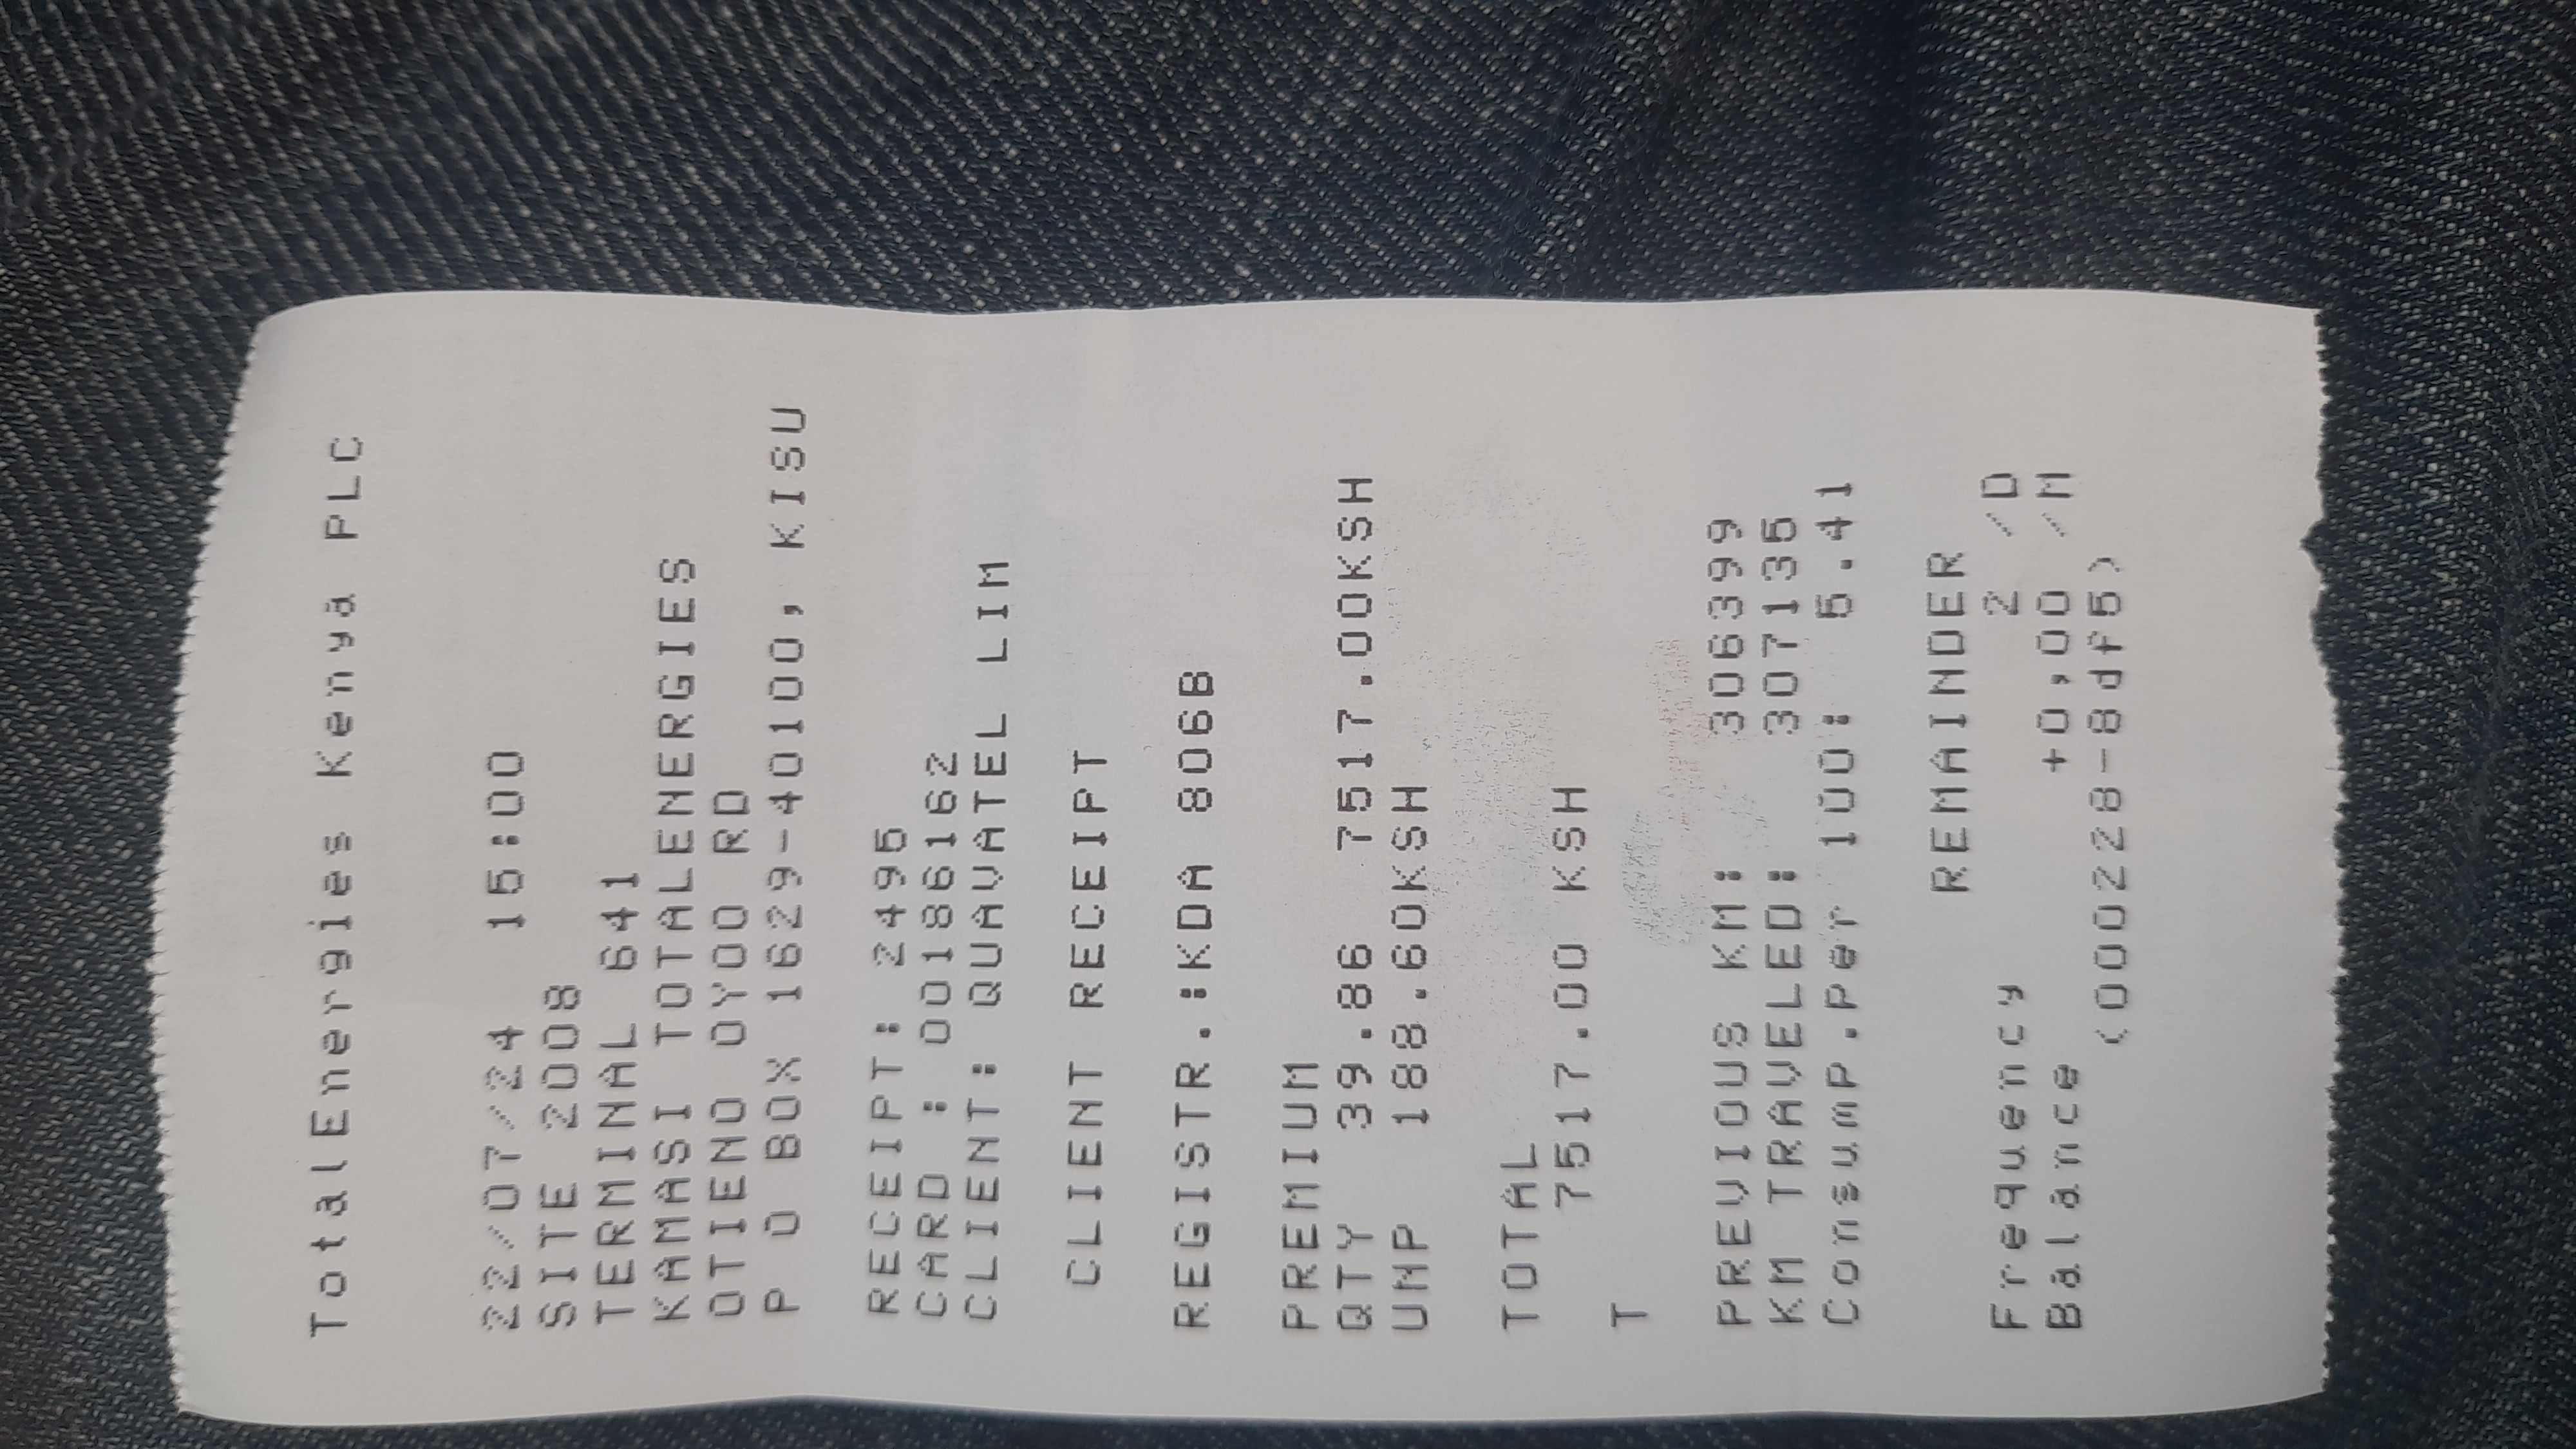 TotalEnergies Kenya PLC
22/07/24 15:00
SITE 2008
TERMINAL 641
KAMASI TOTALENERGIES
OTIENO OYOO RD
P O BOX 1629-40100, KISU
RECEIPT: 2495
CARD : 00186162
CLIENT: QUAVATEL LIM
CLIENT RECEIPT
REGISTR.:KDA 806B
PREMIUM
QTY 39.86 7517.00KSH
UNP 188.60KSH
TOTAL
7517.00 KSH
T
PREVIOUS KM: 306399
KM TRAVELED: 307135
Consump.Per 100: 5.41
REMAINDER
Frequency 2 /D
Balance +0,00 /M
<000228-8df5>